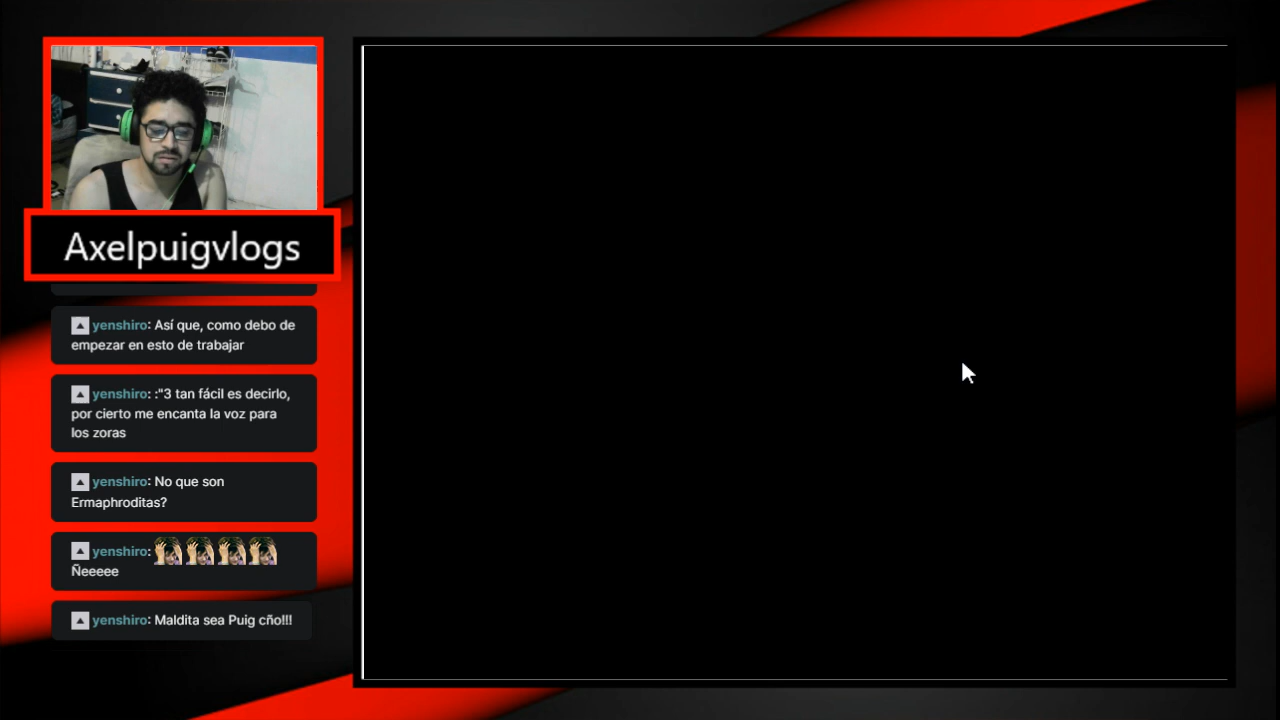 Axelpuigvlogs
yenshiro: Así que, como debo de
empezar en esto de trabajar
yenshiro: :"3 tan fácil es decirlo,
por cierto me encanta la voz para
los zoras
yenshiro: No que son
Ermaphroditas?
yenshiro:
Ñeeeee
yenshiro: Maldita sea Puig cño!!!